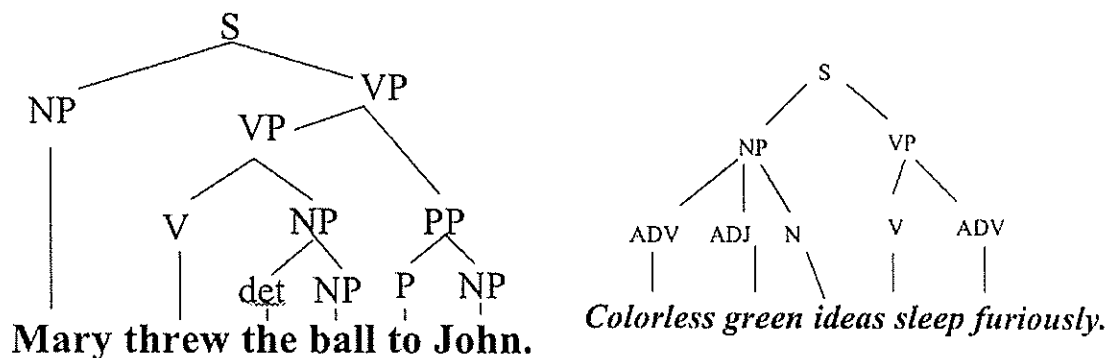 S
NP VP
VP
V NP PP
det NP P NP
Mary threw the ball to John.
S
NP VP
ADV ADJ N V ADV
Colorless green ideas sleep furiously.